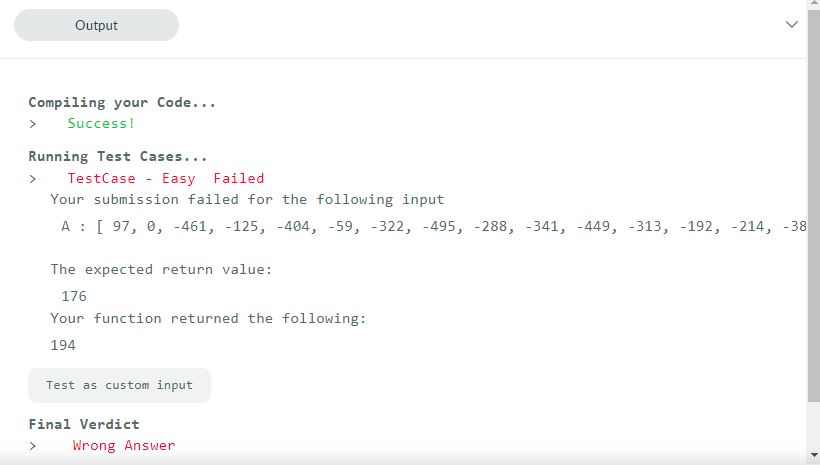 Output
Compiling your Code...
> Success!
Running Test Cases...
> TestCase - Easy Failed
Your submission failed for the following input
A : [ 97, 0, -461, -125, -404, -59, -322, -495, -288, -341, -449, -313, -192, -214, -38
The expected return value:
176
Your function returned the following:
194
Test as custom input
Final Verdict
> Wrong Answer